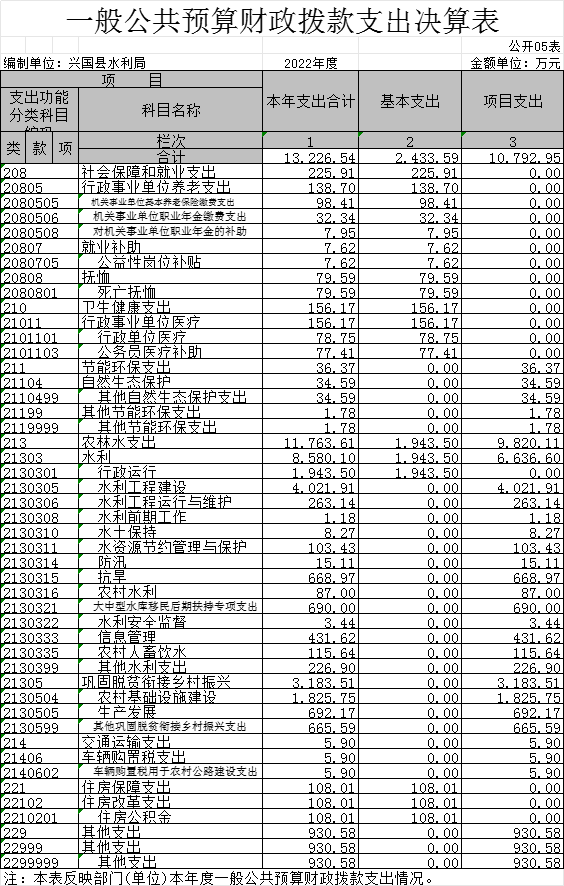 一般公共预算财政拨款支出决算表
公开05表
编制单位：兴国县水利局 2022年度 金额单位：万元
项 目 本年支出合计 基本支出 项目支出
支出功能分类科目 科目名称
类 款 项 栏次 1 2 3
合计 13,226.54 2,433.59 10,792.95
208 社会保障和就业支出 225.91 225.91 0.00
20805 行政事业单位养老支出 138.70 138.70 0.00
2080505 机关事业单位基本养老保险缴费支出 98.41 98.41 0.00
2080506 机关事业单位职业年金缴费支出 32.34 32.34 0.00
2080508 对机关事业单位职业年金的补助 7.95 7.95 0.00
20807 就业补助 7.62 7.62 0.00
2080705 公益性岗位补贴 7.62 7.62 0.00
20808 抚恤 79.59 79.59 0.00
2080801 死亡抚恤 79.59 79.59 0.00
210 卫生健康支出 156.17 156.17 0.00
21011 行政事业单位医疗 156.17 156.17 0.00
2101101 行政单位医疗 78.75 78.75 0.00
2101103 公务员医疗补助 77.41 77.41 0.00
211 节能环保支出 36.37 0.00 36.37
21104 自然生态保护 34.59 0.00 34.59
2110499 其他自然生态保护支出 34.59 0.00 34.59
21199 其他节能环保支出 1.78 0.00 1.78
2119999 其他节能环保支出 1.78 0.00 1.78
213 农林水支出 11,763.61 1,943.50 9,820.11
21303 水利 8,580.10 1,943.50 6,636.60
2130301 行政运行 1,943.50 1,943.50 0.00
2130305 水利工程建设 4,021.91 0.00 4,021.91
2130306 水利工程运行与维护 263.14 0.00 263.14
2130308 水利前期工作 1.18 0.00 1.18
2130310 水土保持 8.27 0.00 8.27
2130311 水资源节约管理与保护 103.43 0.00 103.43
2130314 防汛 15.11 0.00 15.11
2130315 抗旱 668.97 0.00 668.97
2130316 农村水利 87.00 0.00 87.00
2130321 大中型水库移民后期扶持专项支出 690.00 0.00 690.00
2130322 水利安全监督 3.44 0.00 3.44
2130333 信息管理 431.62 0.00 431.62
2130335 农村人畜饮水 115.64 0.00 115.64
2130399 其他水利支出 226.90 0.00 226.90
21305 巩固脱贫衔接乡村振兴 3,183.51 0.00 3,183.51
2130504 农村基础设施建设 1,825.75 0.00 1,825.75
2130505 生产发展 692.17 0.00 692.17
2130599 其他巩固脱贫衔接乡村振兴支出 665.59 0.00 665.59
214 交通运输支出 5.90 0.00 5.90
21406 车辆购置税支出 5.90 0.00 5.90
2140602 车辆购置税用于农村公路建设支出 5.90 0.00 5.90
221 住房保障支出 108.01 108.01 0.00
22102 住房改革支出 108.01 108.01 0.00
2210201 住房公积金 108.01 108.01 0.00
229 其他支出 930.58 0.00 930.58
22999 其他支出 930.58 0.00 930.58
2299999 其他支出 930.58 0.00 930.58
注：本表反映部门(单位)本年度一般公共预算财政拨款支出情况。